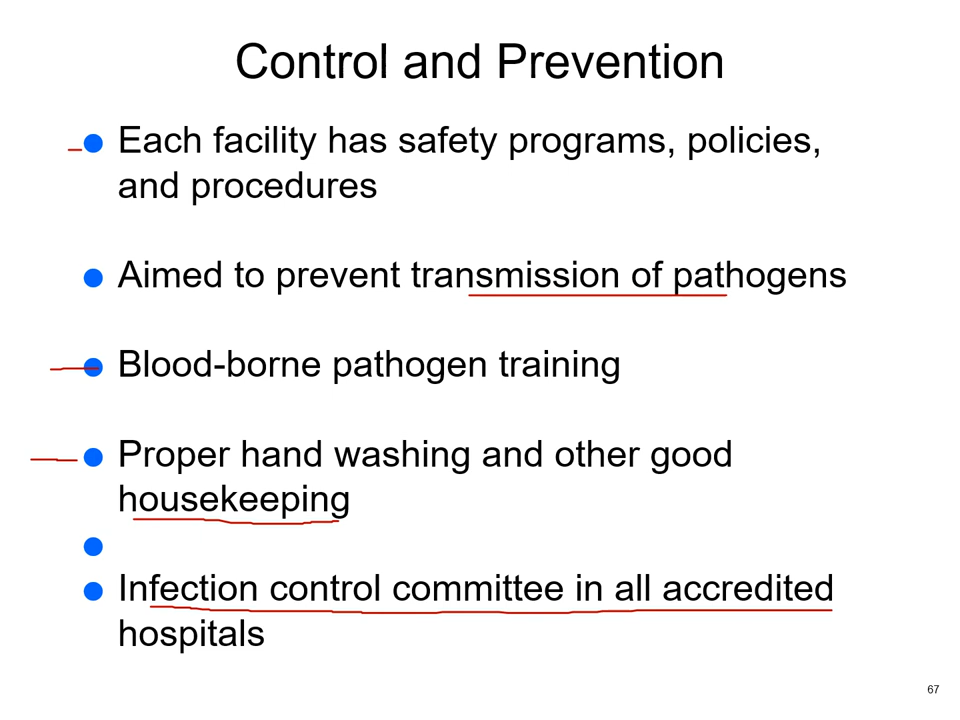 Control and Prevention
● Each facility has safety programs, policies,
and procedures
● Aimed to prevent transmission of pathogens
● Blood-borne pathogen training
● Proper hand washing and other good
housekeeping
●
● Infection control committee in all accredited
hospitals
67